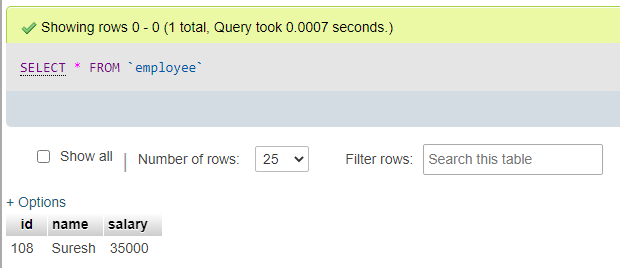 Showing rows 0 - 0 (1 total, Query took 0.0007 seconds.)
SELECT * FROM `employee`
Show all | Number of rows: 25 Filter rows: Search this table
+ Options
id name salary
108 Suresh 35000